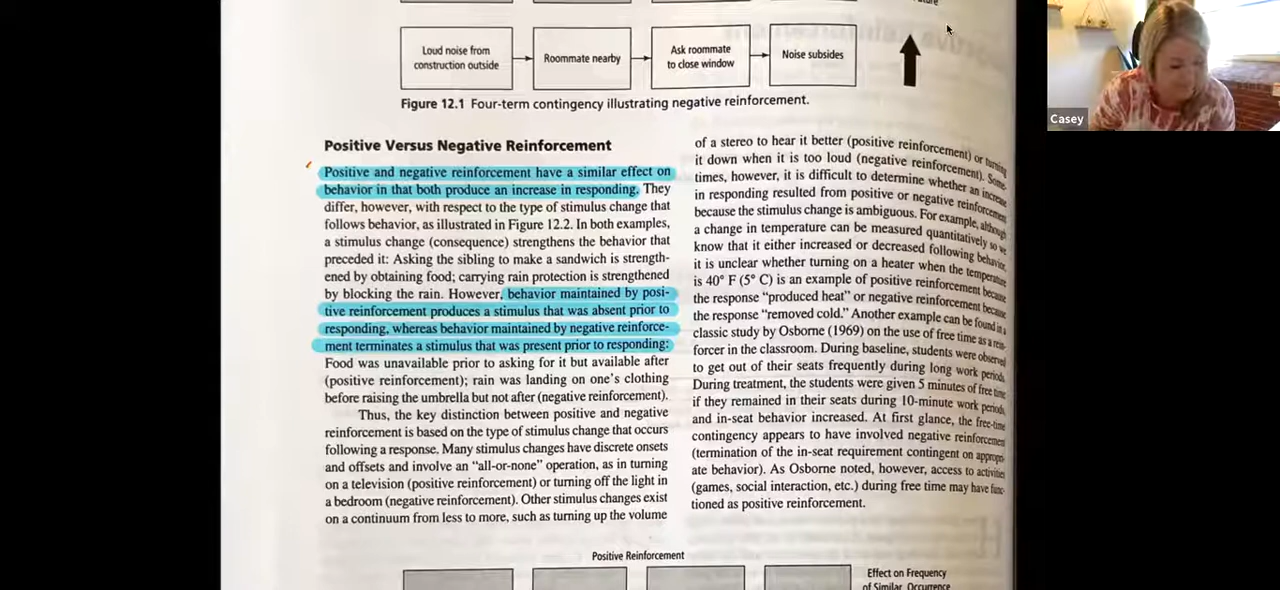 Loud noise from
construction outside
Roommate nearby
Ask roommate
to close window
Noise subsides
Figure 12.1 Four-term contingency illustrating negative reinforcement.
Positive Versus Negative Reinforcement
Positive and negative reinforcement have a similar effect on
behavior in that both produce an increase in responding. They
differ, however, with respect to the type of stimulus change that
follows behavior, as illustrated in Figure 12.2. In both examples,
a stimulus change (consequence) strengthens the behavior that
preceded it: Asking the sibling to make a sandwich is strength-
ened by obtaining food; carrying rain protection is strengthened
by blocking the rain. However, behavior maintained by posi-
tive reinforcement produces a stimulus that was absent prior to
responding, whereas behavior maintained by negative reinforce-
ment terminates a stimulus that was present prior to responding:
Food was unavailable prior to asking for it but available after
(positive reinforcement); rain was landing on one's clothing
before raising the umbrella but not after (negative reinforcement).
Thus, the key distinction between positive and negative
reinforcement is based on the type of stimulus change that occurs
following a response. Many stimulus changes have discrete onsets
and offsets and involve an "all-or-none" operation, as in turning
on a television (positive reinforcement) or turning off the light in
a bedroom (negative reinforcement). Other stimulus changes exist
on a continuum from less to more, such as turning up the volume
of a stereo to hear it better (positive reinforcement) or turning
it down when it is too loud (negative reinforcement). Some-
times, however, it is difficult to determine whether an increase
in responding resulted from positive or negative reinforcement
because the stimulus change is ambiguous. For example, although
a change in temperature can be measured quantitatively so we
know that it either increased or decreased following behavior,
it is unclear whether turning on a heater when the temperature
is 40° F (5° C) is an example of positive reinforcement because
the response "produced heat" or negative reinforcement because
the response "removed cold." Another example can be found in a
classic study by Osborne (1969) on the use of free time as a rein-
forcer in the classroom. During baseline, students were observed
to get out of their seats frequently during long work periods.
During treatment, the students were given 5 minutes of free time
if they remained in their seats during 10-minute work periods,
and in-seat behavior increased. At first glance, the free-time
contingency appears to have involved negative reinforcement
(termination of the in-seat requirement contingent on appropri-
ate behavior). As Osborne noted, however, access to activities
(games, social interaction, etc.) during free time may have func-
tioned as positive reinforcement.
Positive Reinforcement
Effect on Frequency
of Similar
Casey